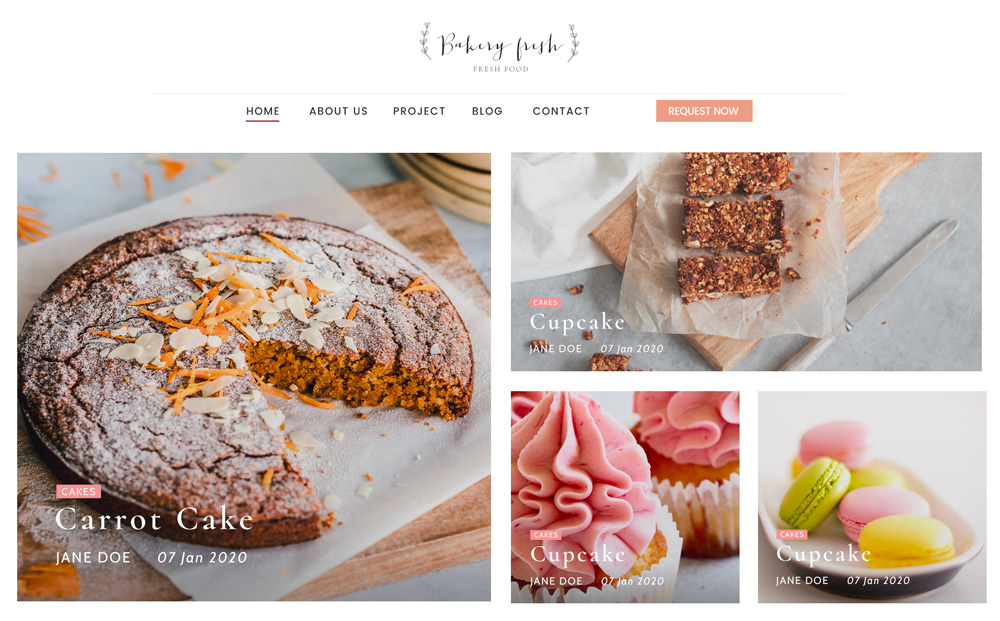 Bakery fresh
FRESH FOOD
HOME ABOUT US PROJECT BLOG CONTACT REQUEST NOW
CAKES
Carrot Cake
JANE DOE 07 Jan 2020
CAKES
Cupcake
JANE DOE 07 Jan 2020
CAKES
Cupcake
JANE DOE 07 Jan 2020
CAKES
Cupcake
JANE DOE 07 Jan 2020